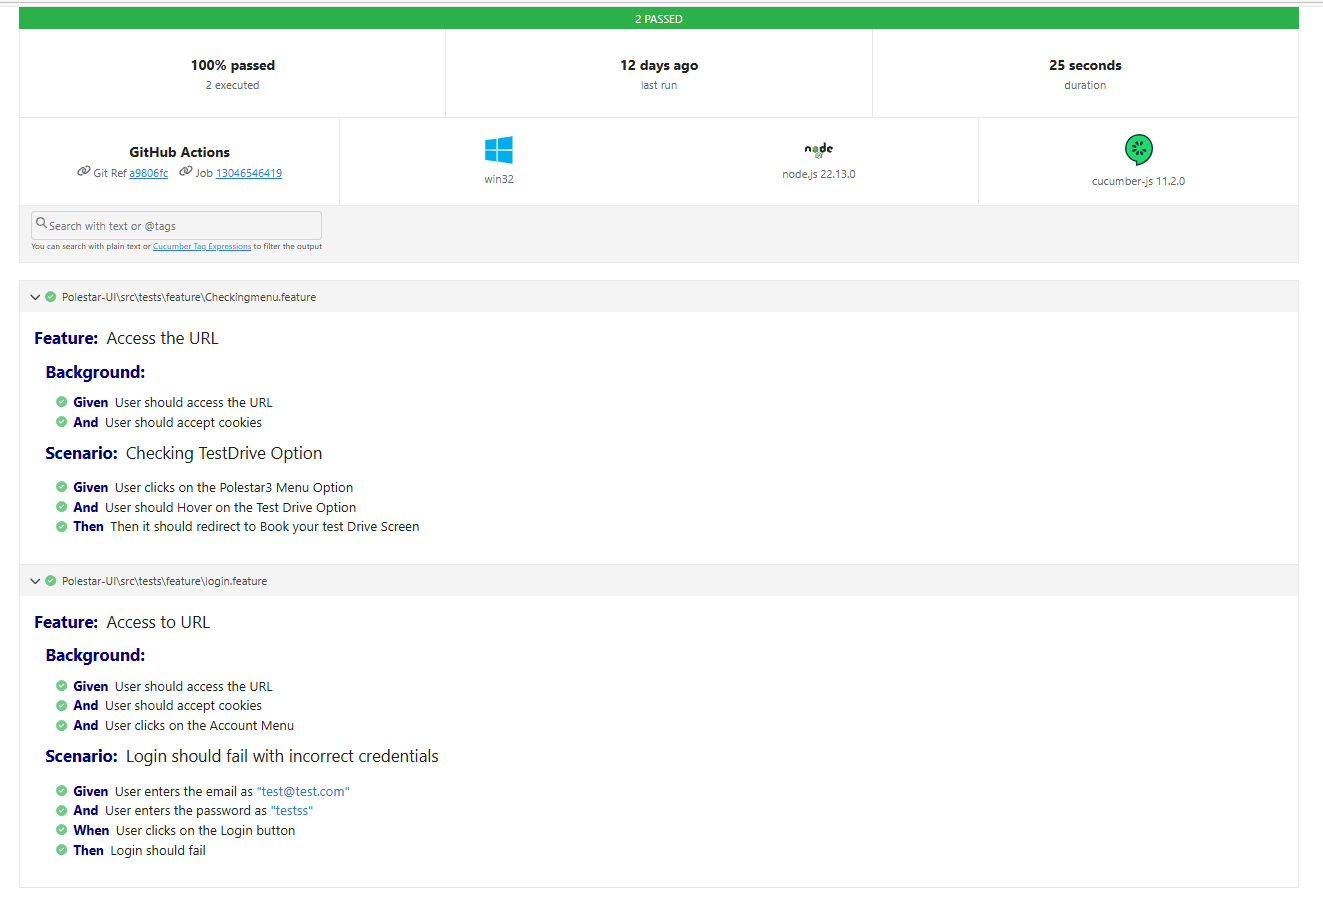 2 PASSED
100% passed
2 executed
12 days ago
last run
25 seconds
duration
GitHub Actions
Git Ref a9806fc Job 13046546419
win32
node
node.js 22.13.0
cucumber-js 11.2.0
Search with text or @tags
You can search with plain text or Cucumber Tag Expressions to filter the output
Polestar-UI\src\tests\feature\Checkingmenu.feature
Feature: Access the URL
Background:
Given User should access the URL
And User should accept cookies
Scenario: Checking TestDrive Option
Given User clicks on the Polestar3 Menu Option
And User should Hover on the Test Drive Option
Then Then it should redirect to Book your test Drive Screen
Polestar-UI\src\tests\feature\login.feature
Feature: Access to URL
Background:
Given User should access the URL
And User should accept cookies
And User clicks on the Account Menu
Scenario: Login should fail with incorrect credentials
Given User enters the email as "test@test.com"
And User enters the password as "testss"
When User clicks on the Login button
Then Login should fail